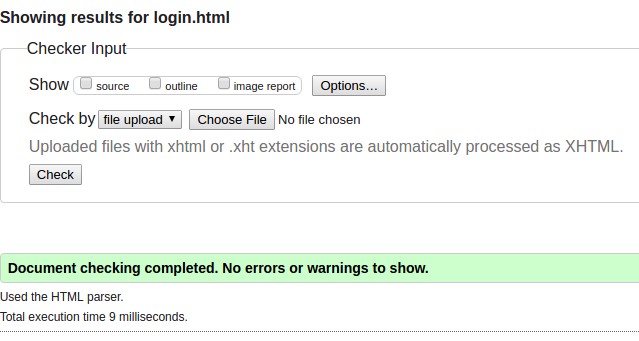 Showing results for login.html
Checker Input
Show source outline image report Options...
Check by file upload ▼ Choose File No file chosen
Uploaded files with xhtml or .xht extensions are automatically processed as XHTML.
Check
Document checking completed. No errors or warnings to show.
Used the HTML parser.
Total execution time 9 milliseconds.